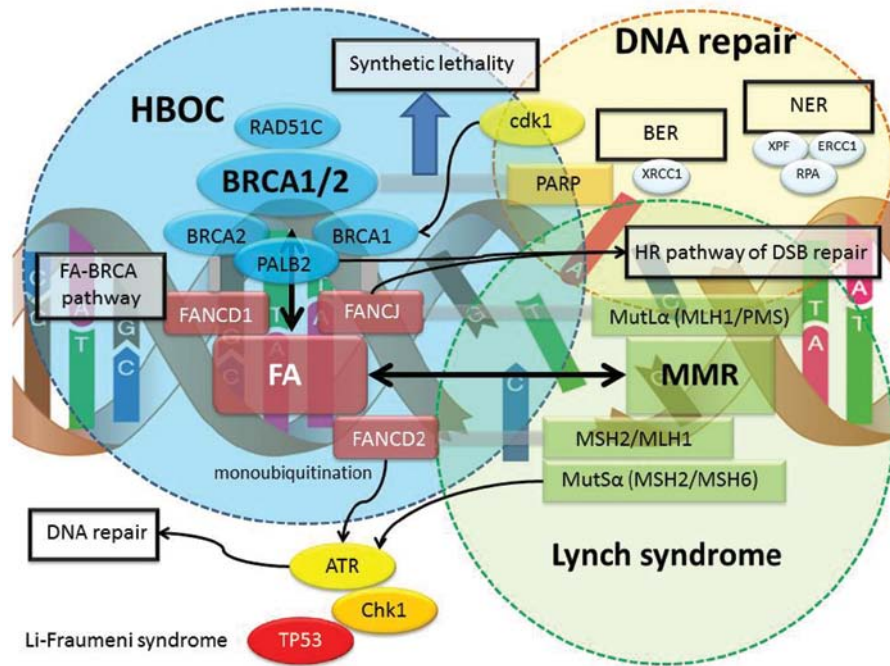 DNA repair
Synthetic lethality
HBOC
NER
cdk1
BER
RAD51C
XPF
ERCC1
XRCC1
RPA
BRCA1/2
PARP
BRCA2
BRCA1
HR pathway of DSB repair
PALB2
FA-BRCA
pathway
FANCD1
FANCJ
MutLα (MLH1/PMS)
FA
MMR
FANCD2
MSH2/MLH1
monoubiquitination
MutSα (MSH2/MSH6)
DNA repair
ATR
Lynch syndrome
Chk1
Li-Fraumeni syndrome
TP53
G
A
T
G
C
T
A
G
A
G
T
A
C
C
T
A
A
T